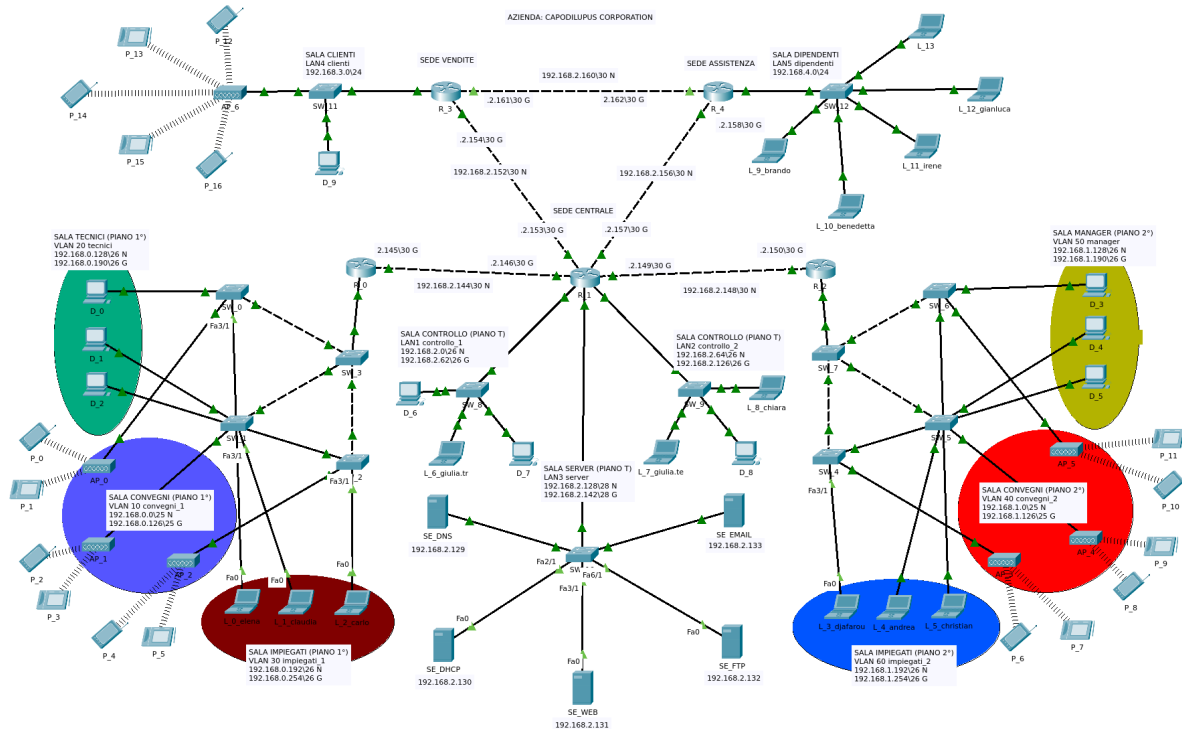 AZIENDA: CAPODILUPUS CORPORATION
P_12
P_13
P_14
P_15
P_16
AP_6
SALA CLIENTI
LAN4 clienti
192.168.3.0\24
SW_11
D_9
SEDE VENDITE
R_3
192.168.2.160\30 N
.2.161\30 G
2.162\30 G
SEDE ASSISTENZA
R_4
.2.158\30 G
SALA DIPENDENTI
LAN5 dipendenti
192.168.4.0\24
SW_12
L_13
L_12_gianluca
L_11_irene
L_9_brando
L_10_benedetta
.2.154\30 G
192.168.2.152\30 N
192.168.2.156\30 N
SEDE CENTRALE
.2.153\30 G
.2.157\30 G
SALA TECNICI (PIANO 1°)
VLAN 20 tecnici
192.168.0.128\26 N
192.168.0.190\26 G
D_0
D_1
D_2
SW_0
Fa3/1
2.145\30 G
R_0
192.168.2.144\30 N
.2.146\30 G
R_1
.2.149\30 G
192.168.2.148\30 N
.2.150\30 G
R_2
SALA MANAGER (PIANO 2°)
VLAN 50 manager
192.168.1.128\26 N
192.168.1.190\26 G
D_3
D_4
D_5
SW_6
SW_3
SW_7
SALA CONTROLLO (PIANO T)
LAN1 controllo_1
192.168.2.0\26 N
192.168.2.62\26 G
D_6
SW_8
L_6_giulia.tr
D_7
SALA CONTROLLO (PIANO T)
LAN2 controllo_2
192.168.2.64\26 N
192.168.2.126\26 G
SW_9
L_8_chiara
L_7_giulia.te
D_8
Fa3/1
Fa3/1
SW_5
SW_4
Fa3/1
P_0
P_1
AP_0
SALA CONVEGNI (PIANO 1°)
VLAN 10 convegni_1
192.168.0.0\25 N
192.168.0.126\25 G
AP_1
AP_2
P_2
P_3
P_4
P_5
SALA SERVER (PIANO T)
LAN3 server
192.168.2.128\28 N
192.168.2.142\28 G
SE_DNS
192.168.2.129
SE_EMAIL
192.168.2.133
Fa2/1
Fa6/1
Fa3/1
Fa0
SE_DHCP
192.168.2.130
Fa0
SE_WEB
192.168.2.131
Fa0
SE_FTP
192.168.2.132
AP_5
P_11
P_10
SALA CONVEGNI (PIANO 2°)
VLAN 40 convegni_2
192.168.1.0\25 N
192.168.1.126\25 G
P_9
P_8
P_7
P_6
Fa0
Fa0
Fa0
L_1_claudia
L_2_carlo
SALA IMPIEGATI (PIANO 1°)
VLAN 30 impiegati_1
192.168.0.192\26 N
192.168.0.254\26 G
Fa0
L_3_djafarou
L_4_andrea
L_5_christian
SALA IMPIEGATI (PIANO 2°)
VLAN 60 impiegati_2
192.168.1.192\26 N
192.168.1.254\26 G